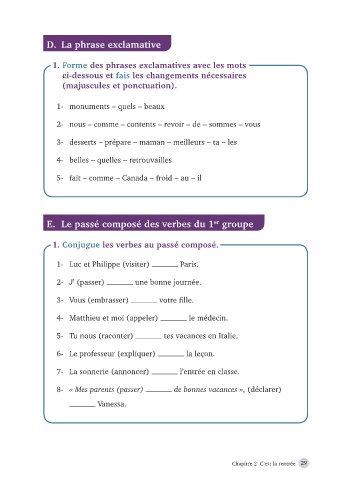 D. La phrase exclamative
1. Forme des phrases exclamatives avec les mots
ci-dessous et fais les changements nécessaires
(majuscules et ponctuation).
1- monuments – quels – beaux
2- nous – comme – contents – revoir – de – sommes – vous
3- desserts – prépare – maman – meilleurs – ta – les
4- belles – quelles – retrouvailles
5- fait – comme – Canada – froid – au – il
E. Le passé composé des verbes du 1er groupe
1. Conjugue les verbes au passé composé.
1- Luc et Philippe (visiter) ______ Paris.
2- J' (passer) ______ une bonne journée.
3- Vous (embrasser) ______ votre fille.
4- Matthieu et moi (appeler) ______ le médecin.
5- Tu nous (raconter) ______ tes vacances en Italie.
6- Le professeur (expliquer) ______ la leçon.
7- La sonnerie (annoncer) ______ l'entrée en classe.
8- « Mes parents (passer) ______ de bonnes vacances », (déclarer)
______ Vanessa.
Chapitre 2 C'est la rentrée 29